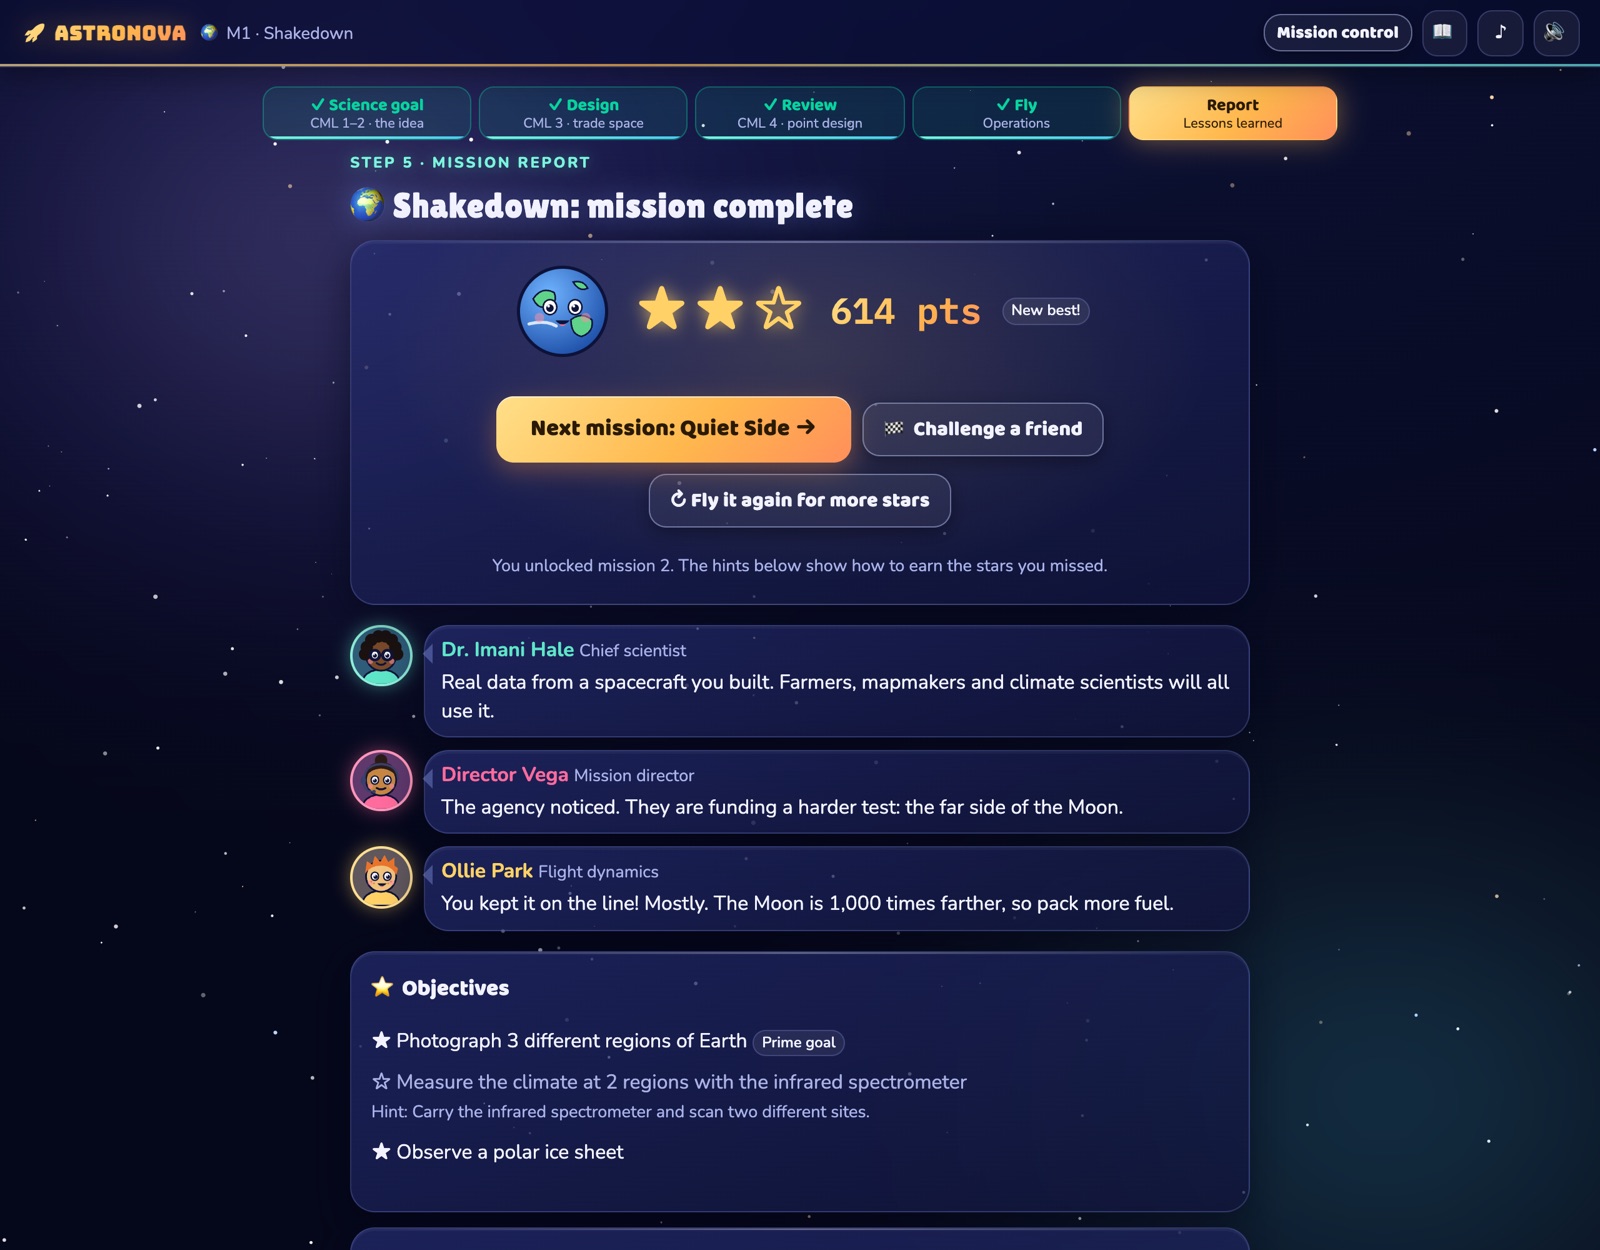 ASTRONOVA
M1 · Shakedown
Mission control
✓ Science goal
CML 1–2 · the idea
✓ Design
CML 3 · trade space
✓ Review
CML 4 · point design
✓ Fly
Operations
Report
Lessons learned
STEP 5 · MISSION REPORT
Shakedown: mission complete
614 pts
New best!
Next mission: Quiet Side →
Challenge a friend
↻ Fly it again for more stars
You unlocked mission 2. The hints below show how to earn the stars you missed.
Dr. Imani Hale Chief scientist
Real data from a spacecraft you built. Farmers, mapmakers and climate scientists will all
use it.
Director Vega Mission director
The agency noticed. They are funding a harder test: the far side of the Moon.
Ollie Park Flight dynamics
You kept it on the line! Mostly. The Moon is 1,000 times farther, so pack more fuel.
Objectives
★ Photograph 3 different regions of Earth Prime goal
☆ Measure the climate at 2 regions with the infrared spectrometer
Hint: Carry the infrared spectrometer and scan two different sites.
★ Observe a polar ice sheet